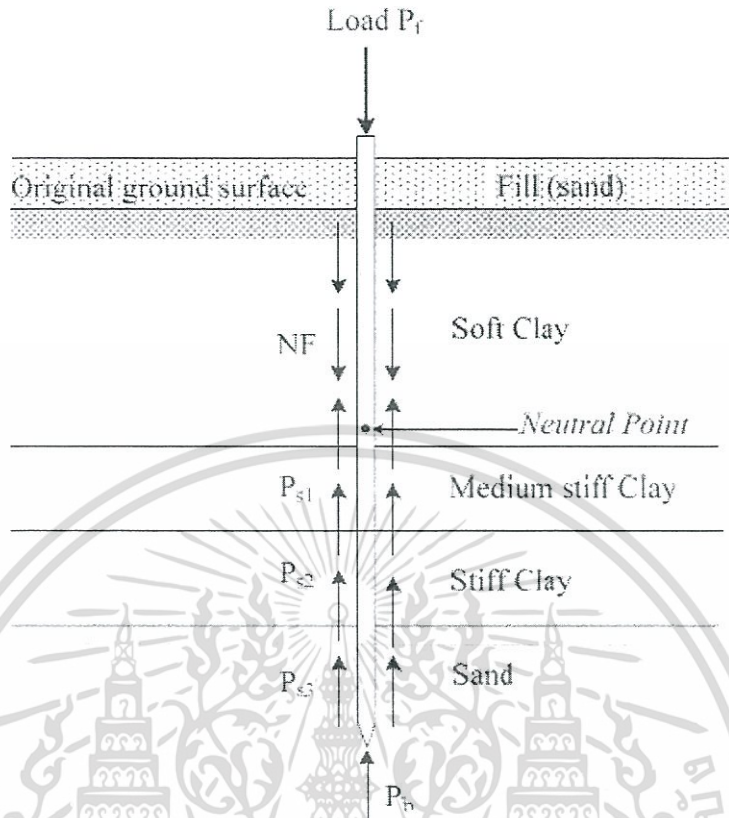 Load P_f
Original ground surface
Fill (sand)
NF
Soft Clay
Neutral Point
P_s1
Medium stiff Clay
P_s2
Stiff Clay
P_s3
Sand
P_b